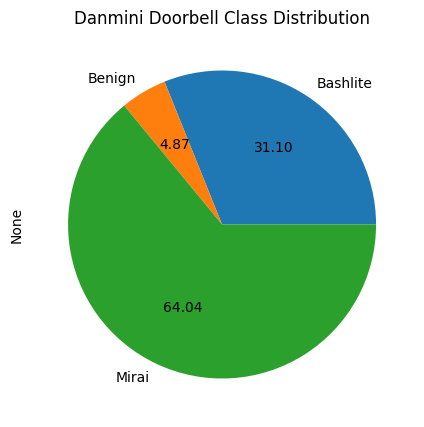 Danmini Doorbell Class Distribution
Benign
Bashlite
4.87
31.10
None
64.04
Mirai